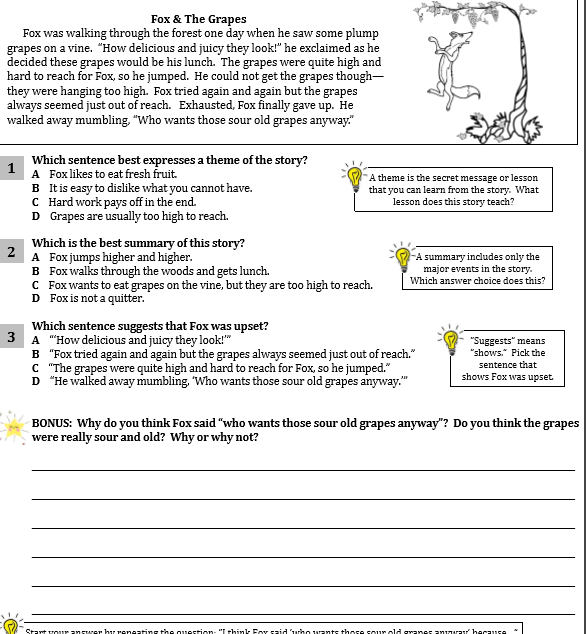 Fox & The Grapes
Fox was walking through the forest one day when he saw some plump
grapes on a vine. "How delicious and juicy they look!" he exclaimed as he
decided these grapes would be his lunch. The grapes were quite high and
hard to reach for Fox, so he jumped. He could not get the grapes though—
they were hanging too high. Fox tried again and again but the grapes
always seemed just out of reach. Exhausted, Fox finally gave up. He
walked away mumbling, "Who wants those sour old grapes anyway."
1
Which sentence best expresses a theme of the story?
A Fox likes to eat fresh fruit.
B It is easy to dislike what you cannot have.
C Hard work pays off in the end.
D Grapes are usually too high to reach.
A theme is the secret message or lesson
that you can learn from the story. What
lesson does this story teach?
2
Which is the best summary of this story?
A Fox jumps higher and higher.
B Fox walks through the woods and gets lunch.
C Fox wants to eat grapes on the vine, but they are too high to reach.
D Fox is not a quitter.
A summary includes only the
major events in the story.
Which answer choice does this?
3
Which sentence suggests that Fox was upset?
A "'How delicious and juicy they look!'"
B "Fox tried again and again but the grapes always seemed just out of reach."
C "The grapes were quite high and hard to reach for Fox, so he jumped."
D "He walked away mumbling, 'Who wants those sour old grapes anyway.'"
"Suggests" means
"shows." Pick the
sentence that
shows Fox was upset.
BONUS: Why do you think Fox said "who wants those sour old grapes anyway"? Do you think the grapes
were really sour and old? Why or why not?
Start your answer by repeating the question: "I think Fox said 'who wants those sour old grapes anyway' because..."